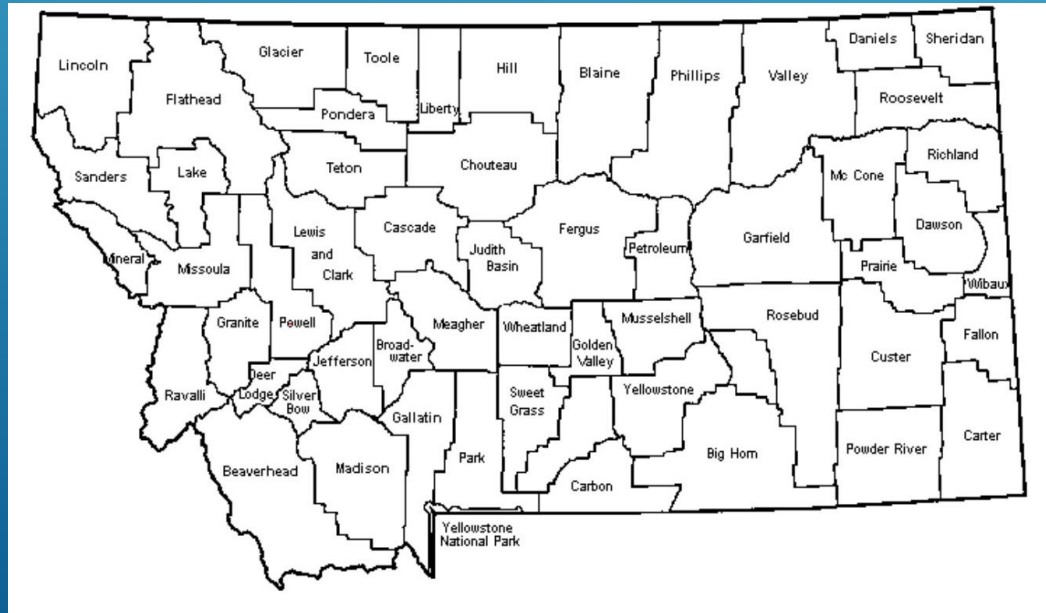 Lincoln
Flathead
Glacier
Toole
Liberty
Hill
Blaine
Phillips
Valley
Daniels
Sheridan
Roosevelt
Pondera
Teton
Chouteau
Richland
Mc Cone
Dawson
Sanders
Lake
Lewis
and
Clark
Cascade
Judith
Basin
Fergus
Petroleum
Garfield
Prairie
Wibaux
Mineral
Missoula
Powell
Granite
Meagher
Wheatland
Golden
Valley
Musselshell
Rosebud
Custer
Fallon
Ravalli
Deer
Lodge
Silver
Bow
Jefferson
Broad-
water
Gallatin
Sweet
Grass
Yellowstone
Beaverhead
Madison
Park
Carbon
Big Horn
Powder River
Carter
Yellowstone
National Park